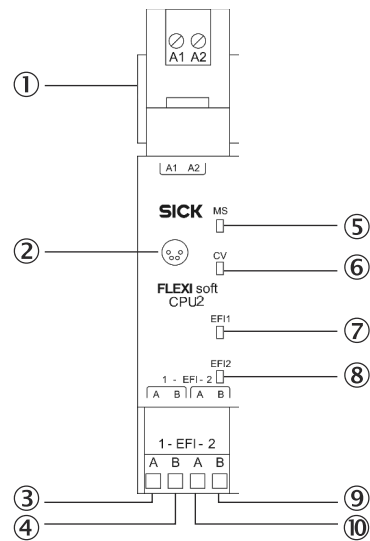 A1 A2
①
A1 A2
SICK MS
⑤
②
CV
⑥
FLEXI soft
CPU2
EFI1
⑦
EFI2
⑧
1 - EFI - 2
A B A B
1 - EFI - 2
A B A B
③
⑨
④
⑩